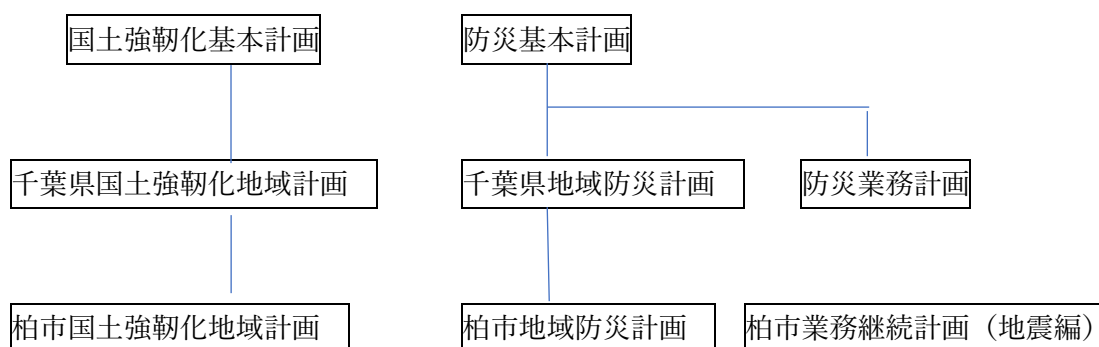 国土強靭化基本計画
防災基本計画
千葉県国土強靭化地域計画
千葉県地域防災計画
防災業務計画
柏市国土強靭化地域計画
柏市地域防災計画
柏市業務継続計画（地震編）